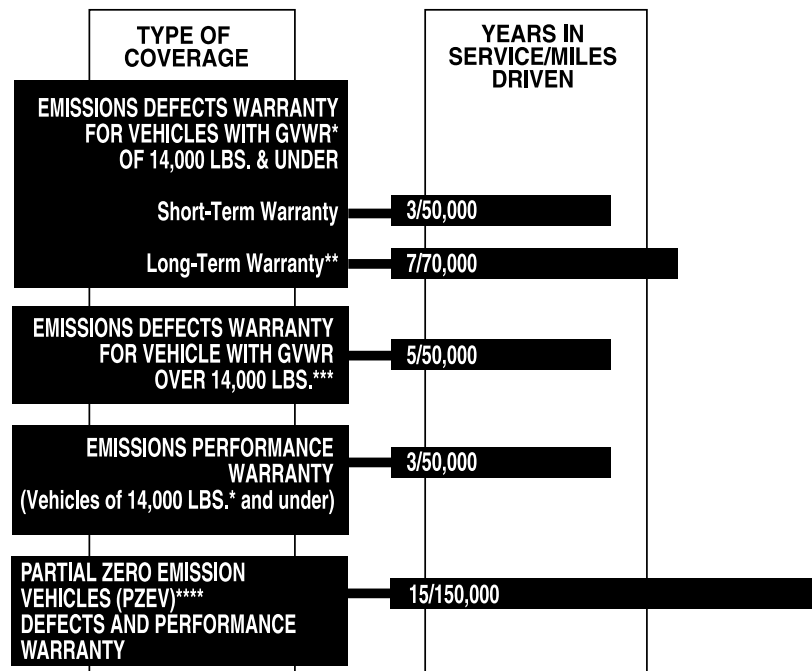 TYPE OF
COVERAGE
YEARS IN
SERVICE/MILES
DRIVEN
EMISSIONS DEFECTS WARRANTY
FOR VEHICLES WITH GVWR*
OF 14,000 LBS. & UNDER
Short-Term Warranty
3/50,000
Long-Term Warranty**
7/70,000
EMISSIONS DEFECTS WARRANTY
FOR VEHICLE WITH GVWR
OVER 14,000 LBS.***
5/50,000
EMISSIONS PERFORMANCE
WARRANTY
(Vehicles of 14,000 LBS.* and under)
3/50,000
PARTIAL ZERO EMISSION
VEHICLES (PZEV)****
DEFECTS AND PERFORMANCE
WARRANTY
15/150,000